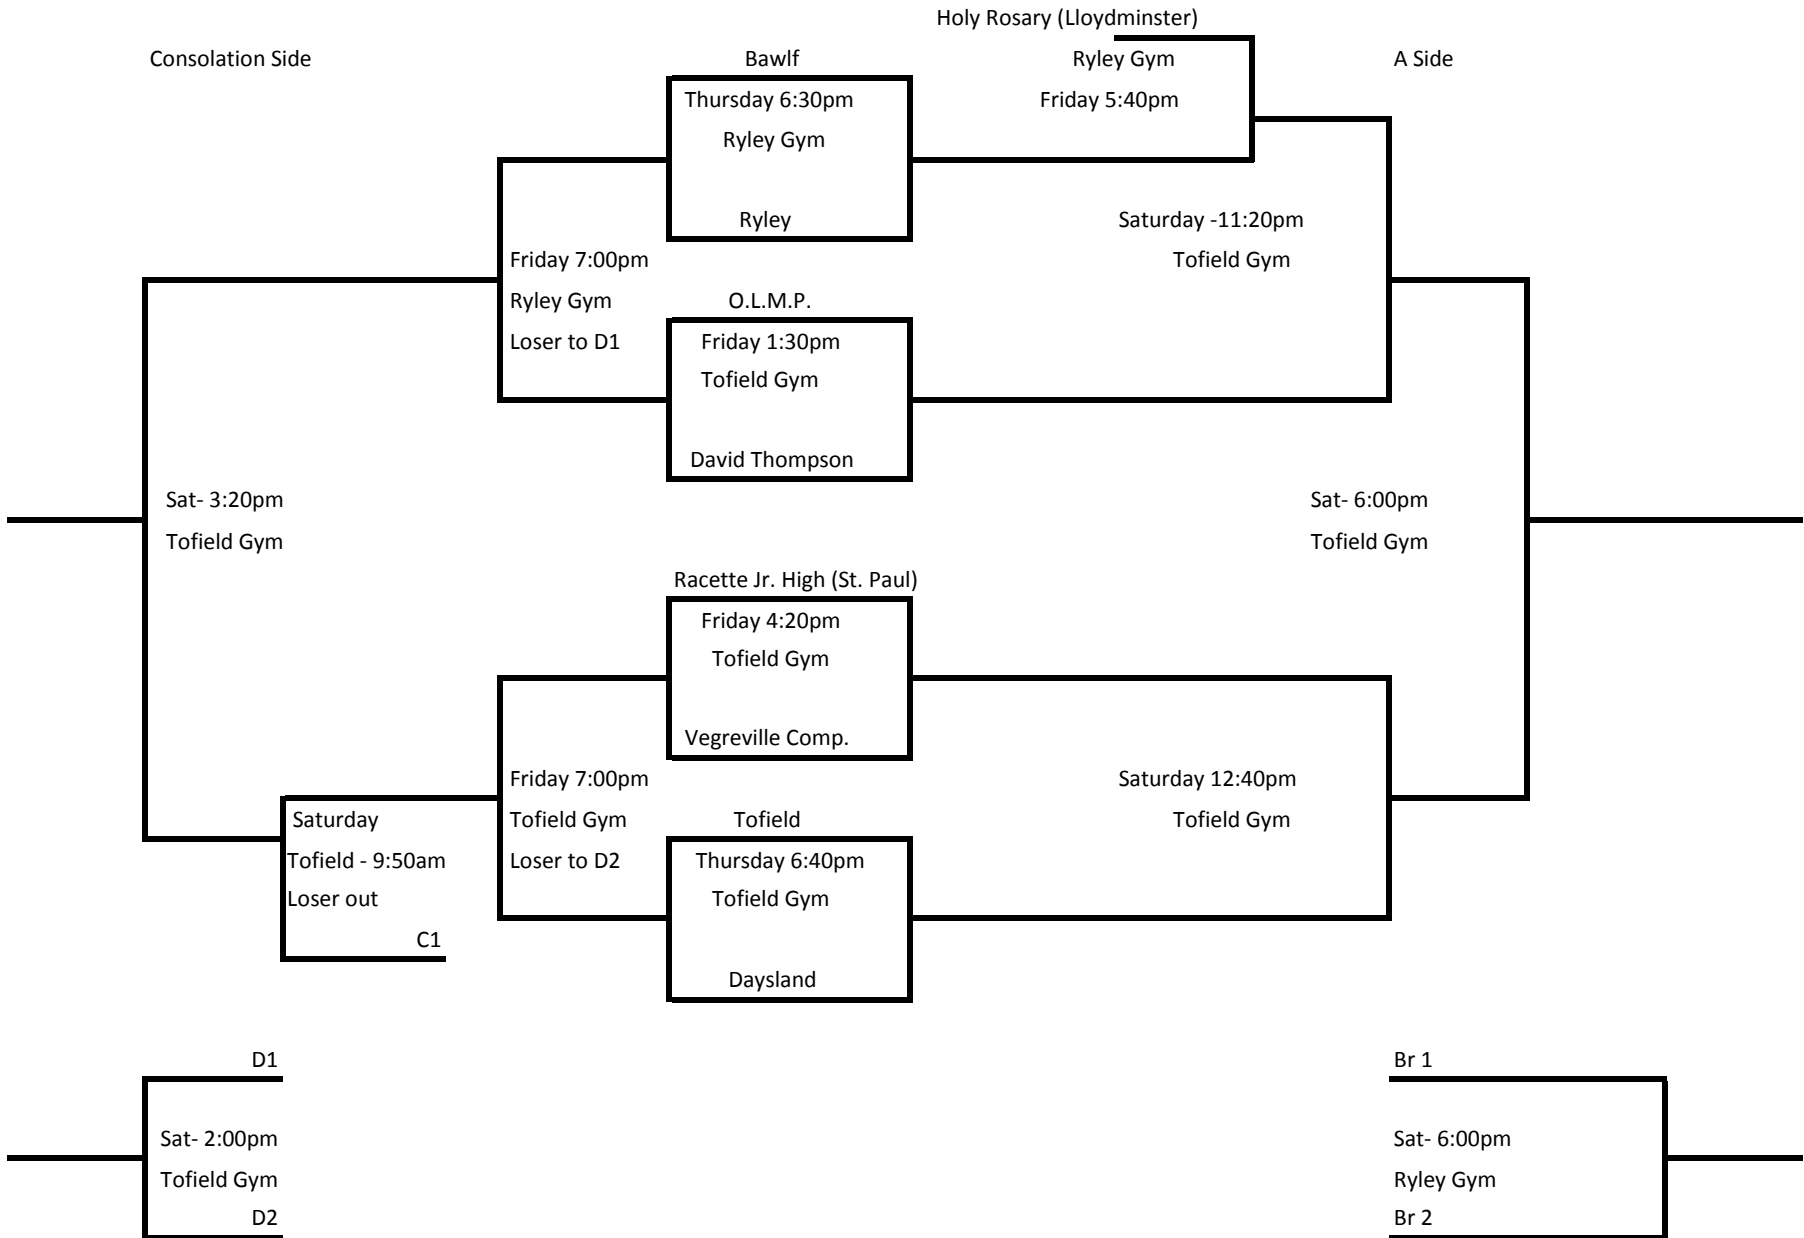 Holy Rosary (Lloydminster)
Consolation Side
Bawlf
Ryley Gym
A Side
Thursday 6:30pm
Friday 5:40pm
Ryley Gym
Ryley
Saturday -11:20pm
Friday 7:00pm
Tofield Gym
Ryley Gym
O.L.M.P.
Loser to D1
Friday 1:30pm
Tofield Gym
David Thompson
Sat- 3:20pm
Sat- 6:00pm
Tofield Gym
Tofield Gym
Racette Jr. High (St. Paul)
Friday 4:20pm
Tofield Gym
Vegreville Comp.
Friday 7:00pm
Saturday 12:40pm
Saturday
Tofield Gym
Tofield
Tofield Gym
Tofield - 9:50am
Loser to D2
Thursday 6:40pm
Loser out
Tofield Gym
C1
Daysland
D1
Br 1
Sat- 2:00pm
Sat- 6:00pm
Tofield Gym
Ryley Gym
D2
Br 2